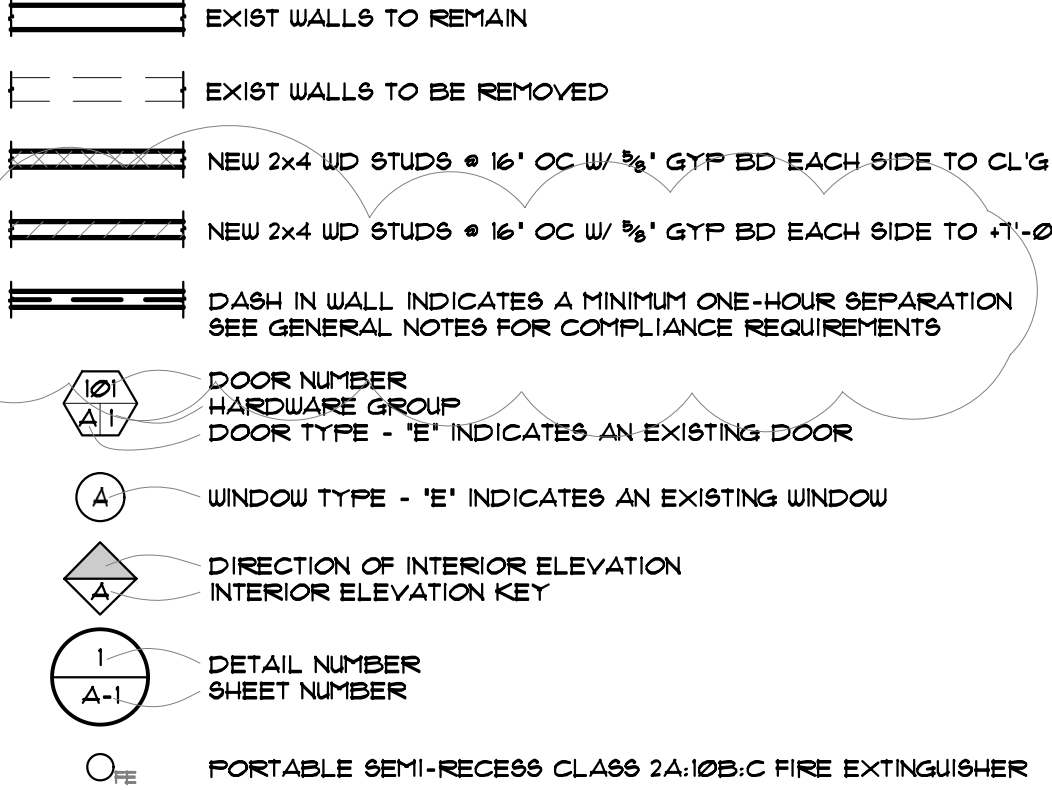 EXIST WALLS TO REMAIN
EXIST WALLS TO BE REMOVED
NEW 2x4 WD STUDS @ 16" OC W/ 5/8" GYP BD EACH SIDE TO CL'G
NEW 2x4 WD STUDS @ 16" OC W/ 5/8" GYP BD EACH SIDE TO +7'-0
DASH IN WALL INDICATES A MINIMUM ONE-HOUR SEPARATION
SEE GENERAL NOTES FOR COMPLIANCE REQUIREMENTS
101
A 1
DOOR NUMBER
HARDWARE GROUP
DOOR TYPE - "E" INDICATES AN EXISTING DOOR
A
WINDOW TYPE - "E" INDICATES AN EXISTING WINDOW
A
DIRECTION OF INTERIOR ELEVATION
INTERIOR ELEVATION KEY
1
A-1
DETAIL NUMBER
SHEET NUMBER
FE
PORTABLE SEMI-RECESS CLASS 2A:10B:C FIRE EXTINGUISHER